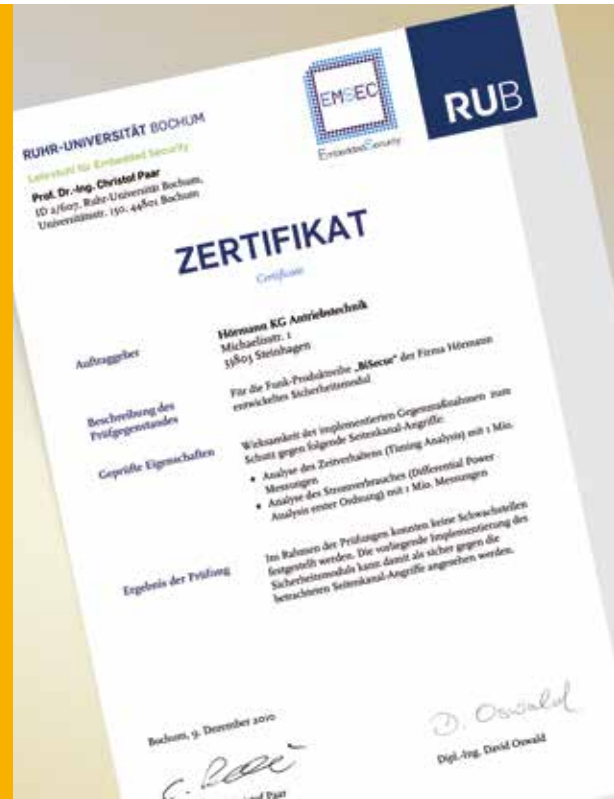 RUHR-UNIVERSITÄT BOCHUM
Lehrstuhl für Embedded Security
Prof. Dr.-Ing. Christof Paar
ID 2/607, Ruhr-Universität Bochum,
Universitätsstr. 150, 44801 Bochum
EMSEC
Embedded Security
RUB
ZERTIFIKAT
Certificate
Auftraggeber
Hörmann KG Antriebstechnik
Michaelisstr. 1
33803 Steinhagen
Beschreibung des
Prüfgegenstandes
Für die Funk-Produktreihe „BiSecur" der Firma Hörmann
entwickeltes Sicherheitsmodul
Geprüfte Eigenschaften
Wirksamkeit der implementierten Gegenmaßnahmen zum
Schutz gegen folgende Seitenkanal-Angriffe:
• Analyse des Zeitverhaltens (Timing Analysis) mit 1 Mio.
Messungen
• Analyse des Stromverbrauches (Differential Power
Analysis erster Ordnung) mit 1 Mio. Messungen
Ergebnis der Prüfung
Im Rahmen der Prüfungen konnten keine Schwachstellen
festgestellt werden. Die vorliegende Implementierung des
Sicherheitsmoduls kann damit als sicher gegen die
betrachteten Seitenkanal-Angriffe angesehen werden.
Bochum, 9. Dezember 2010
D. Oswald
Dipl.-Ing. David Oswald
Paar